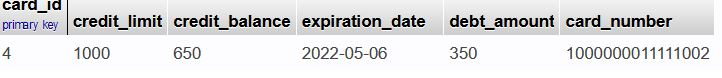 card_id
primary key
credit_limit credit_balance expiration_date debt_amount card_number
4 1000 650 2022-05-06 350 1000000011111002